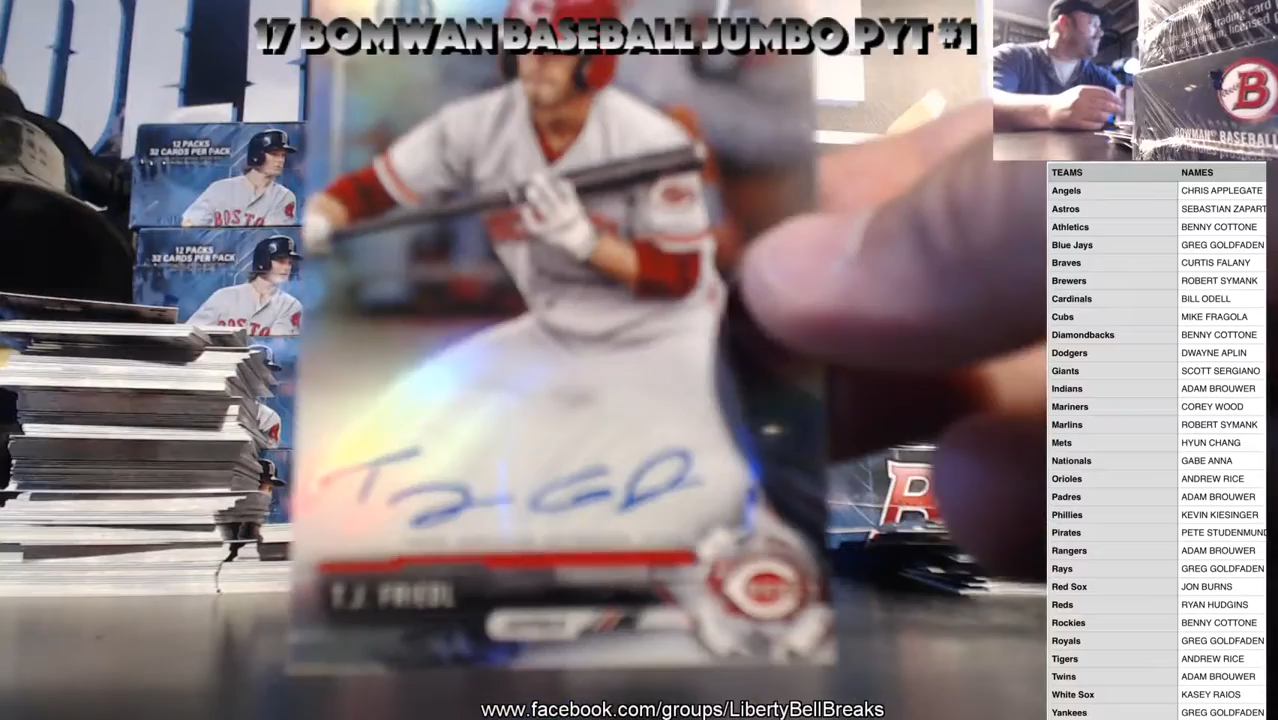 17 BOMWAN BASEBALL JUMBO PYT #1
12 PACKS
32 CARDS PER PACK
BOSTON
12 PACKS
32 CARDS PER PACK
BOSTON
T.J. FRIEDL
B
BOWMAN BASEBALL
TEAMS NAMES
Angels CHRIS APPLEGATE
Astros SEBASTIAN ZAPART
Athletics BENNY COTTONE
Blue Jays GREG GOLDFADEN
Braves CURTIS FALANY
Brewers ROBERT SYMANK
Cardinals BILL ODELL
Cubs MIKE FRAGOLA
Diamondbacks BENNY COTTONE
Dodgers DWAYNE APLIN
Giants SCOTT SERGIANO
Indians ADAM BROUWER
Mariners COREY WOOD
Marlins ROBERT SYMANK
Mets HYUN CHANG
Nationals GABE ANNA
Orioles ANDREW RICE
Padres ADAM BROUWER
Phillies KEVIN KIESINGER
Pirates PETE STUDENMUND
Rangers ADAM BROUWER
Rays GREG GOLDFADEN
Red Sox JON BURNS
Reds RYAN HUDGINS
Rockies BENNY COTTONE
Royals GREG GOLDFADEN
Tigers ANDREW RICE
Twins ADAM BROUWER
White Sox KASEY RAIOS
Yankees GREG GOLDFADEN
www.facebook.com/groups/LibertyBellBreaks